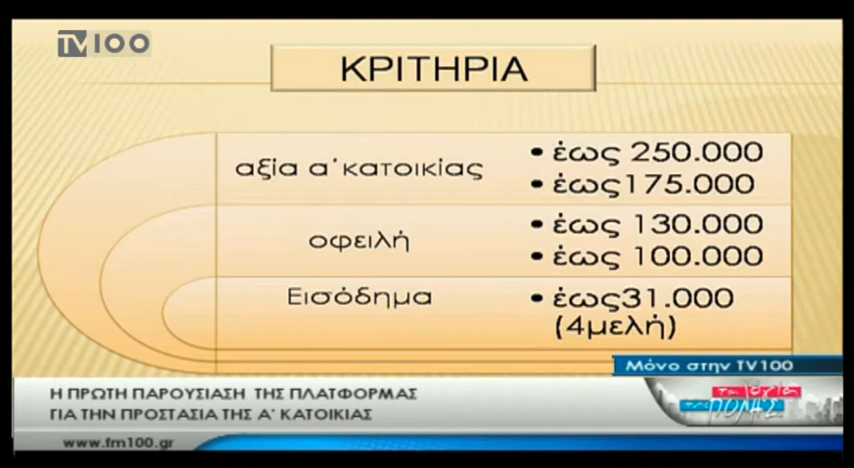 TV100
ΚΡΙΤΗΡΙΑ
αξία α΄κατοικίας
• έως 250.000
• έως175.000
οφειλή
• έως 130.000
• έως 100.000
Εισόδημα
• έως31.000
(4μελή)
Μόνο στην TV100
Η ΠΡΩΤΗ ΠΑΡΟΥΣΙΑΣΗ ΤΗΣ ΠΛΑΤΦΟΡΜΑΣ
ΓΙΑ ΤΗΝ ΠΡΟΣΤΑΣΙΑ ΤΗΣ Α' ΚΑΤΟΙΚΙΑΣ
ΠΟΛΗΣ
www.fm100.gr